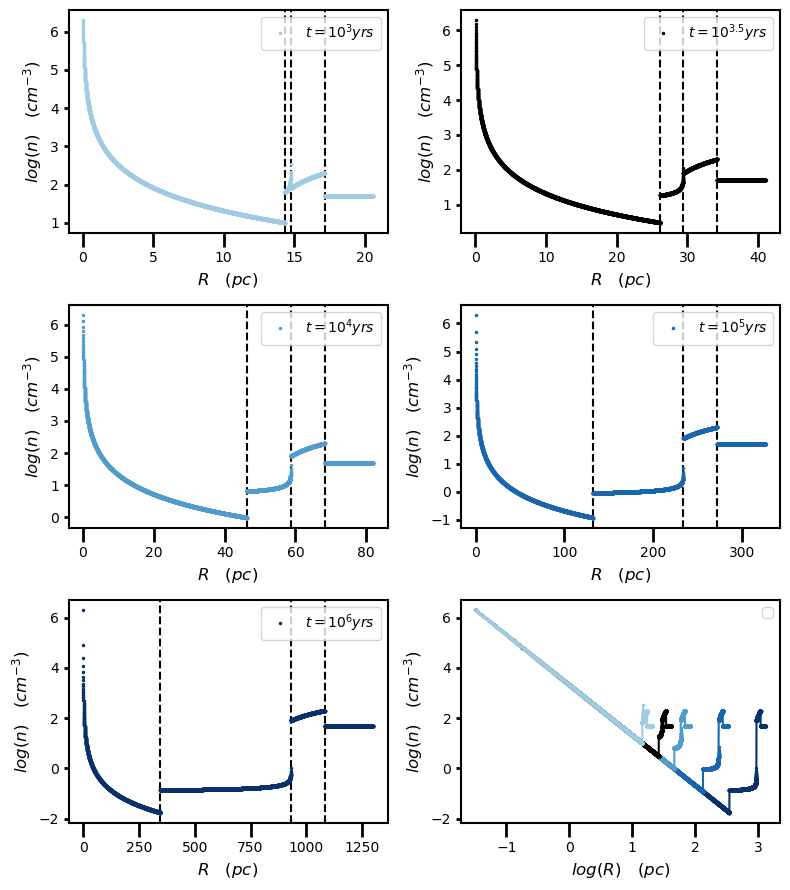 6
5
4
3
2
1
log(n) (cm⁻³)
t = 10³yrs
0 5 10 15 20
R (pc)
6
5
4
3
2
1
log(n) (cm⁻³)
t = 10³·⁵yrs
0 10 20 30 40
R (pc)
6
5
4
3
2
1
0
log(n) (cm⁻³)
t = 10⁴yrs
0 20 40 60 80
R (pc)
6
5
4
3
2
1
0
−1
log(n) (cm⁻³)
t = 10⁵yrs
0 100 200 300
R (pc)
6
4
2
0
−2
log(n) (cm⁻³)
t = 10⁶yrs
0 250 500 750 1000 1250
R (pc)
6
4
2
0
−2
log(n) (cm⁻³)
−1 0 1 2 3
log(R) (pc)